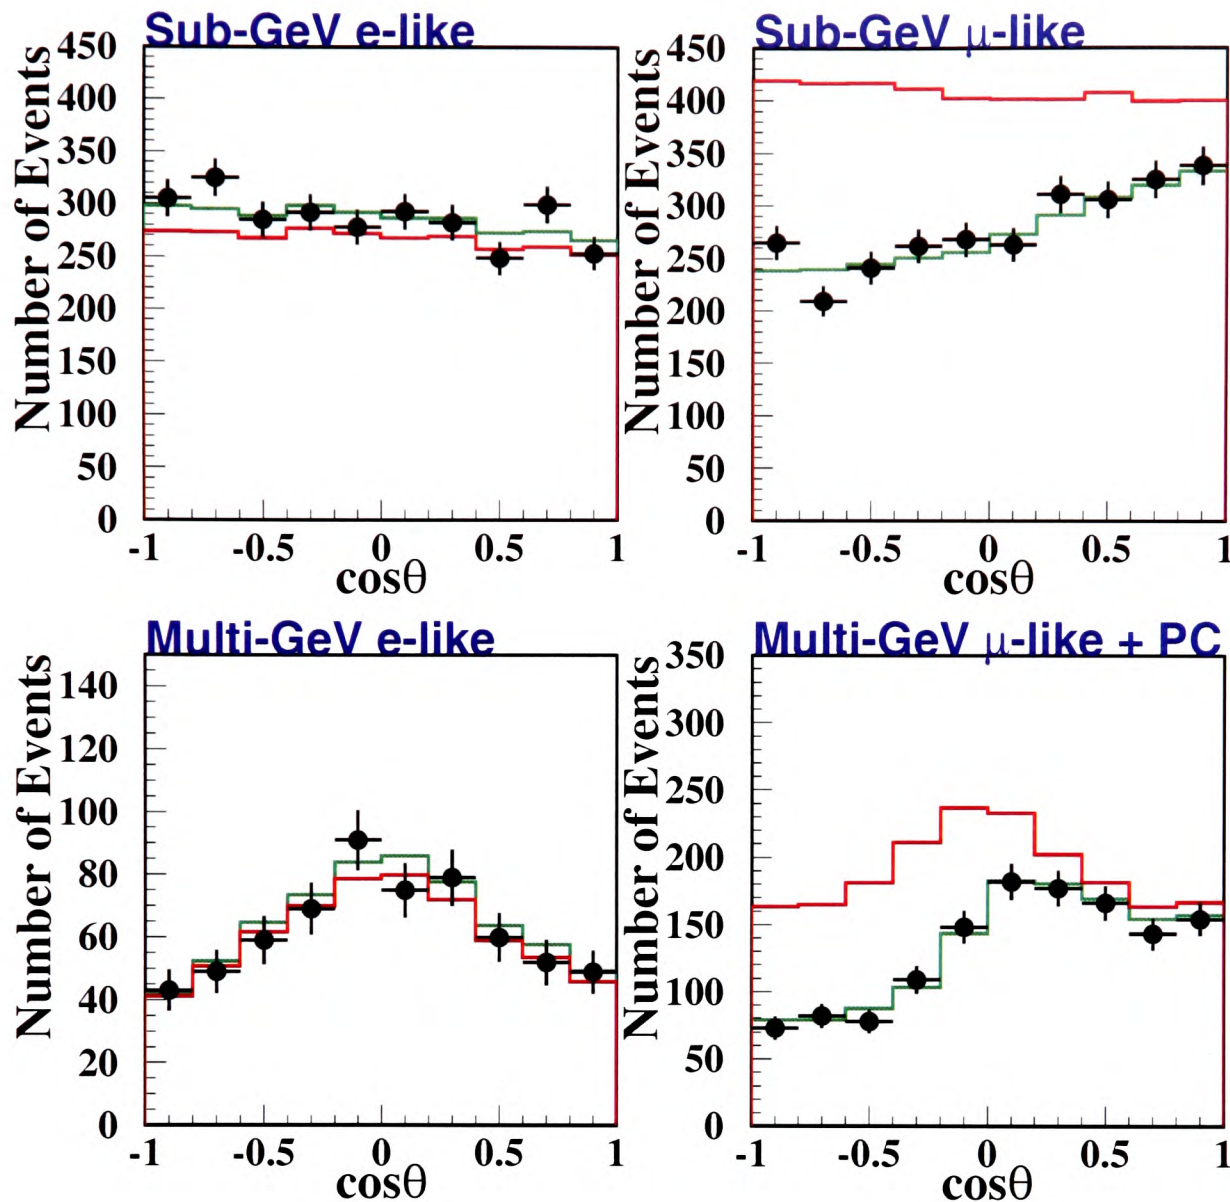 Sub-GeV e-like
Number of Events
450
400
350
300
250
200
150
100
50
0
-1 -0.5 0 0.5 1
cosθ
Sub-GeV μ-like
Number of Events
450
400
350
300
250
200
150
100
50
0
-1 -0.5 0 0.5 1
cosθ
Multi-GeV e-like
Number of Events
140
120
100
80
60
40
20
0
-1 -0.5 0 0.5 1
cosθ
Multi-GeV μ-like + PC
Number of Events
350
300
250
200
150
100
50
0
-1 -0.5 0 0.5 1
cosθ